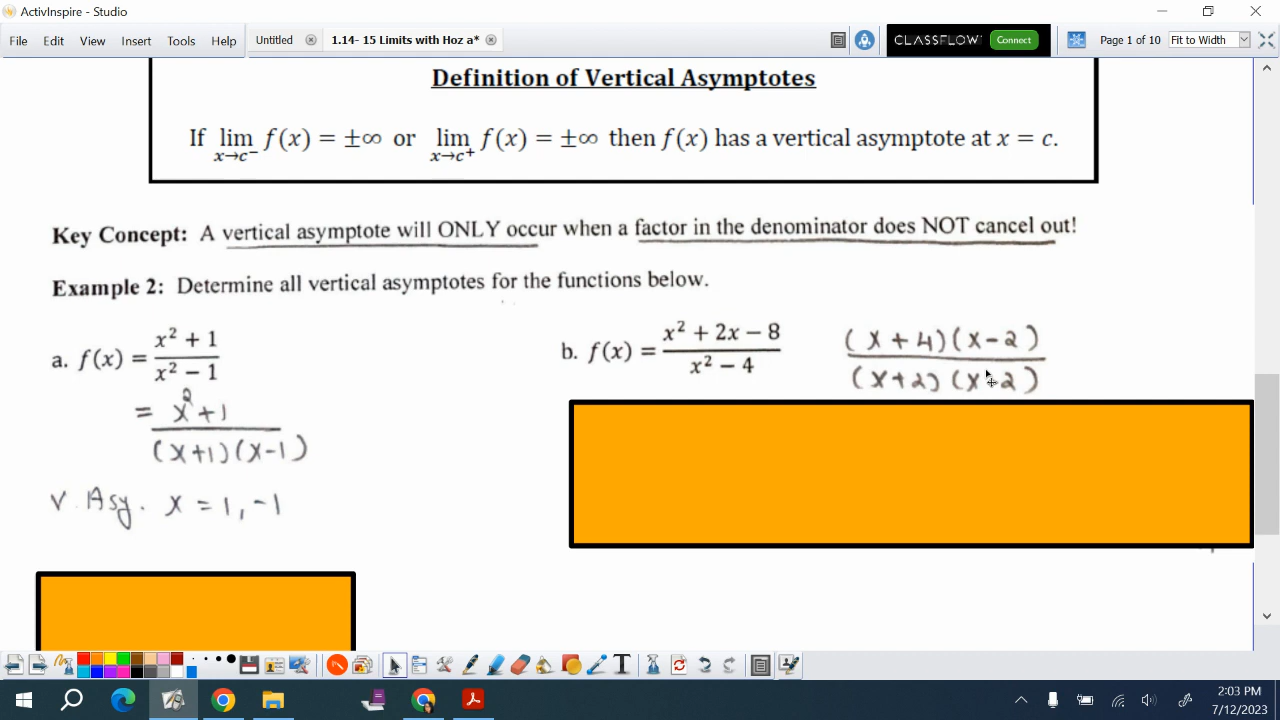 ActivInspire - Studio
File Edit View Insert Tools Help Untitled 1.14- 15 Limits with Hoz a* CLASSFLOW Connect Page 1 of 10 Fit to Width
Definition of Vertical Asymptotes
If lim x→c⁻ f(x) = ±∞ or lim x→c⁺ f(x) = ±∞ then f(x) has a vertical asymptote at x = c.
Key Concept: A vertical asymptote will ONLY occur when a factor in the denominator does NOT cancel out!
Example 2: Determine all vertical asymptotes for the functions below.
a. f(x) = (x² + 1)/(x² − 1)
= (x²+1)/((x+1)(x-1))
V. Asy. x = 1, -1
b. f(x) = (x² + 2x − 8)/(x² − 4) ((x+4)(x-2))/((x+2)(x-2))
2:03 PM
7/12/2023